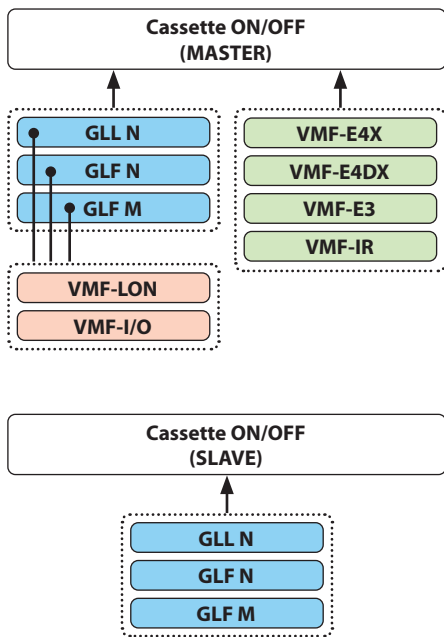 Cassette ON/OFF
(MASTER)
GLL N
GLF N
GLF M
VMF-E4X
VMF-E4DX
VMF-E3
VMF-IR
VMF-LON
VMF-I/O
Cassette ON/OFF
(SLAVE)
GLL N
GLF N
GLF M